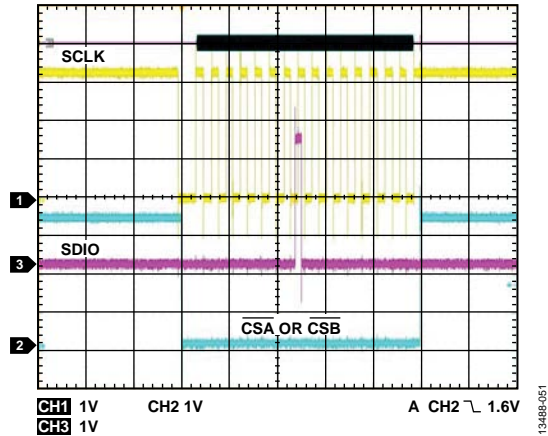 SCLK
1
SDIO
3
CSA OR CSB
2
CH1 1V CH2 1V A CH2 1.6V
CH3 1V
13488-051